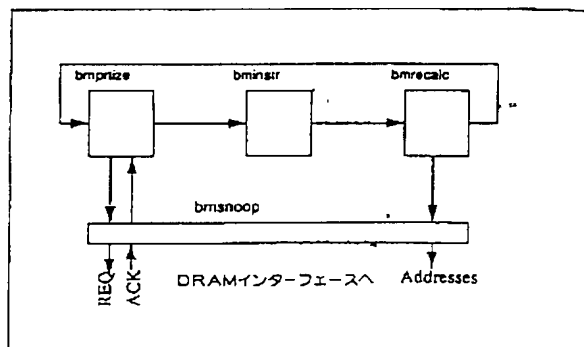 bmprtize bminstr bmrecalc
bmsnoop
REQ ACK DRAMインターフェースへ Addresses